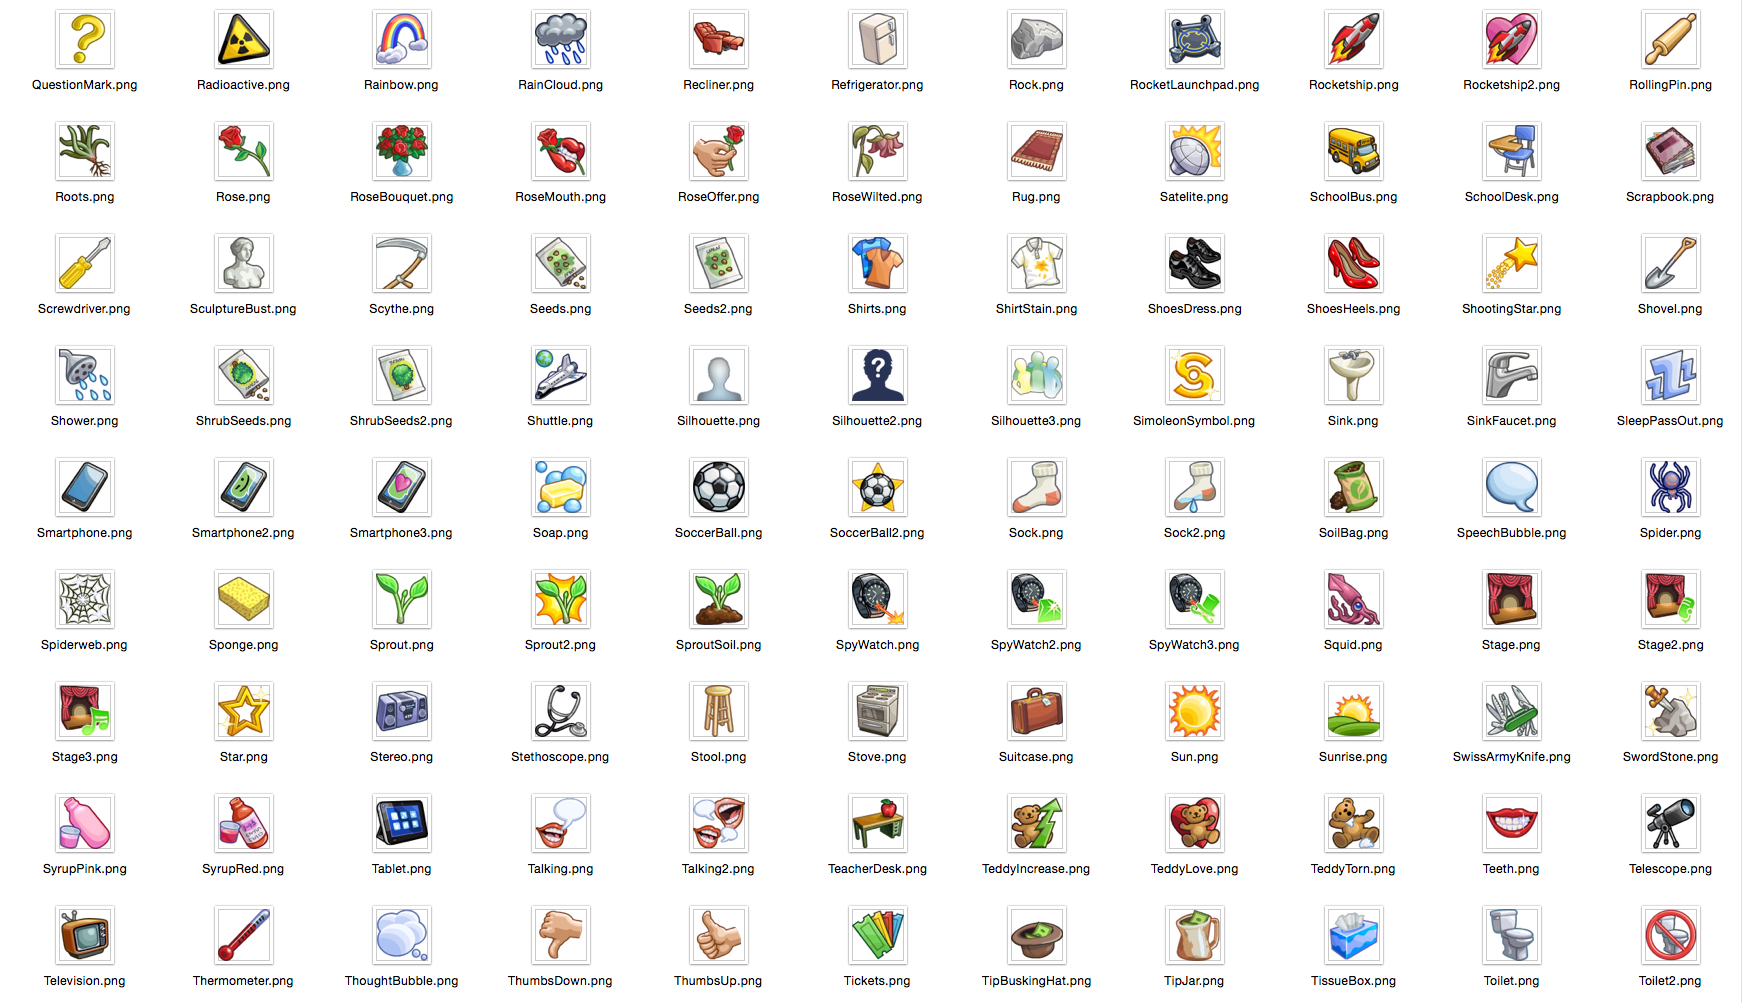 QuestionMark.png
Radioactive.png
Rainbow.png
RainCloud.png
Recliner.png
Refrigerator.png
Rock.png
RocketLaunchpad.png
Rocketship.png
Rocketship2.png
RollingPin.png
Roots.png
Rose.png
RoseBouquet.png
RoseMouth.png
RoseOffer.png
RoseWilted.png
Rug.png
Satelite.png
SchoolBus.png
SchoolDesk.png
Scrapbook.png
Screwdriver.png
SculptureBust.png
Scythe.png
Seeds.png
Seeds2.png
Shirts.png
ShirtStain.png
ShoesDress.png
ShoesHeels.png
ShootingStar.png
Shovel.png
Shower.png
ShrubSeeds.png
ShrubSeeds2.png
Shuttle.png
Silhouette.png
Silhouette2.png
Silhouette3.png
SimoleonSymbol.png
Sink.png
SinkFaucet.png
SleepPassOut.png
Smartphone.png
Smartphone2.png
Smartphone3.png
Soap.png
SoccerBall.png
SoccerBall2.png
Sock.png
Sock2.png
SoilBag.png
SpeechBubble.png
Spider.png
Spiderweb.png
Sponge.png
Sprout.png
Sprout2.png
SproutSoil.png
SpyWatch.png
SpyWatch2.png
SpyWatch3.png
Squid.png
Stage.png
Stage2.png
Stage3.png
Star.png
Stereo.png
Stethoscope.png
Stool.png
Stove.png
Suitcase.png
Sun.png
Sunrise.png
SwissArmyKnife.png
SwordStone.png
SyrupPink.png
SyrupRed.png
Tablet.png
Talking.png
Talking2.png
TeacherDesk.png
TeddyIncrease.png
TeddyLove.png
TeddyTorn.png
Teeth.png
Telescope.png
Television.png
Thermometer.png
ThoughtBubble.png
ThumbsDown.png
ThumbsUp.png
Tickets.png
TipBuskingHat.png
TipJar.png
TissueBox.png
Toilet.png
Toilet2.png